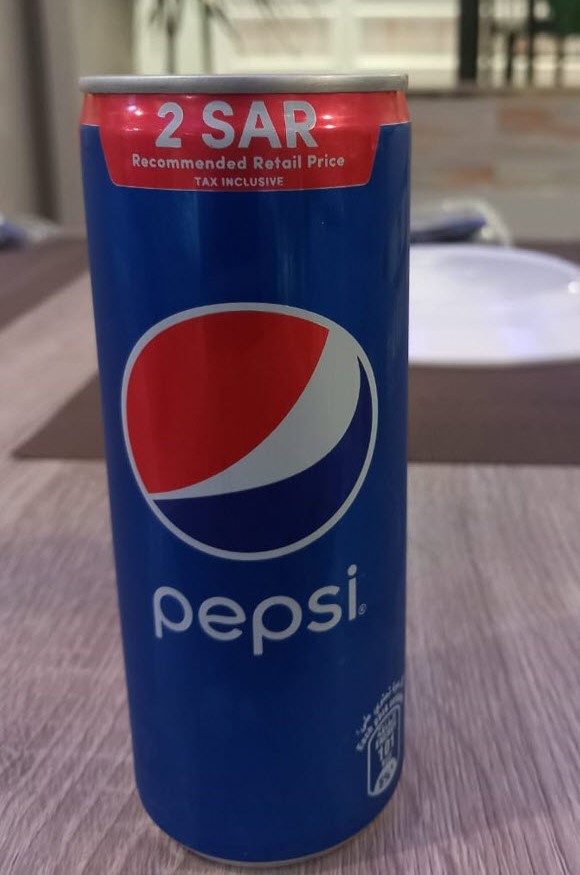 2 SAR
Recommended Retail Price
TAX INCLUSIVE
pepsi®